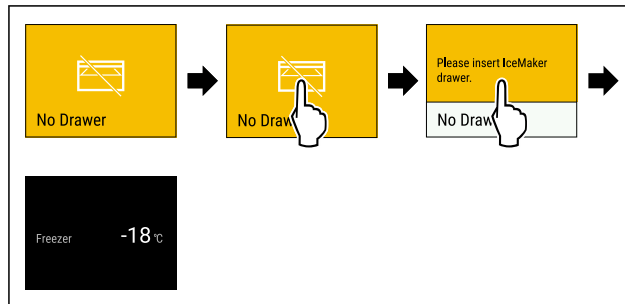 No Drawer
No Draw
Please insert IceMaker
drawer.
No Draw
Freezer
-18 °C